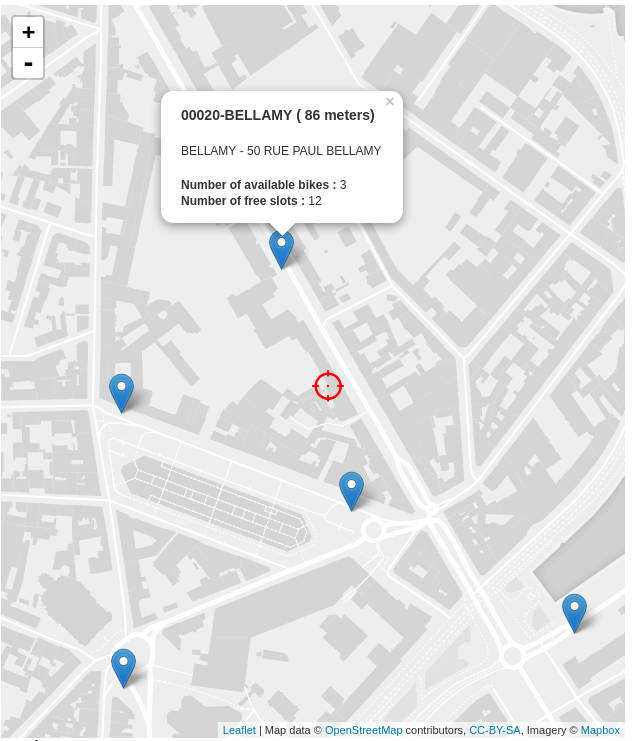 +
-
×
00020-BELLAMY ( 86 meters)
BELLAMY - 50 RUE PAUL BELLAMY
Number of available bikes : 3
Number of free slots : 12
Leaflet | Map data © OpenStreetMap contributors, CC-BY-SA, Imagery © Mapbox